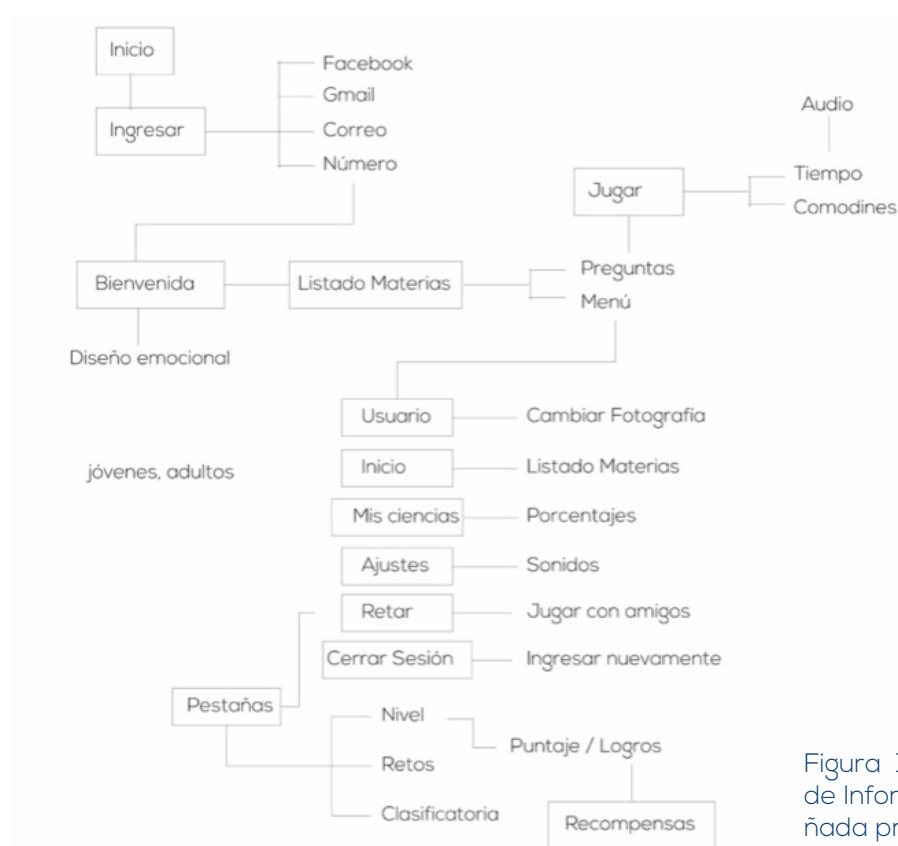 Inicio
Facebook
Gmail
Ingresar
Correo
Número
Audio
Tiempo
Jugar
Comodines
Preguntas
Bienvenida
Listado Materias
Menú
Diseño emocional
Usuario
Cambiar Fotografía
Inicio
Listado Materias
jóvenes, adultos
Mis ciencias
Porcentajes
Ajustes
Sonidos
Retar
Jugar con amigos
Cerrar Sesión
Ingresar nuevamente
Pestañas
Nivel
Puntaje / Logros
Retos
Clasificatoria
Recompensas
Figura
de Infor
ñada pr